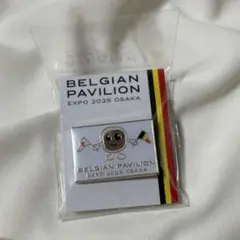 BELGIAN
PAVILION
EXPO 2025 OSAKA
BELGIAN PAVILION
EXPO 2025 OSAKA